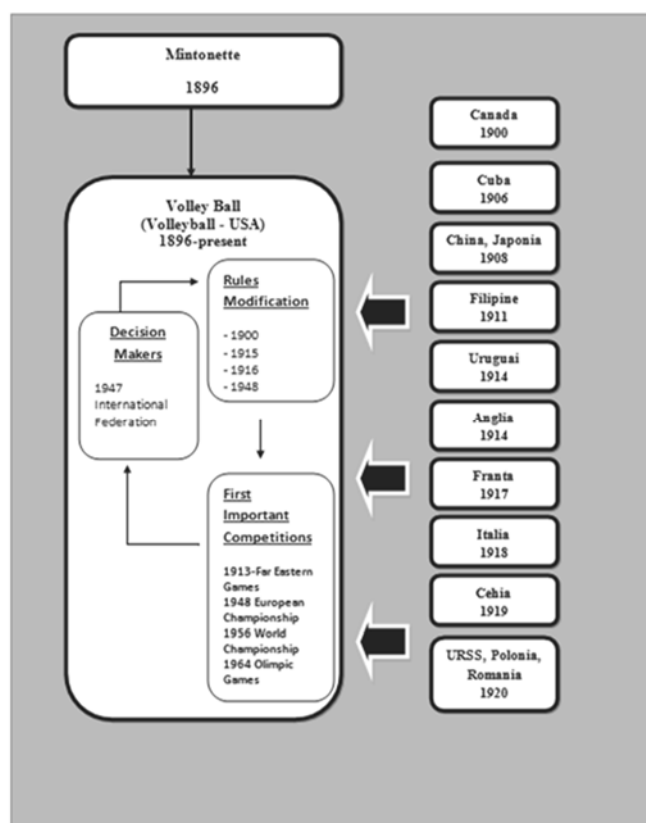 Mintonette
1896
Volley Ball
(Volleyball - USA)
1896-present
Rules
Modification
- 1900
- 1915
- 1916
- 1948
Decision
Makers
1947
International
Federation
First
Important
Competitions
1913-Far Eastern
Games
1948 European
Championship
1956 World
Championship
1964 Olimpic
Games
Canada
1900
Cuba
1906
China, Japonia
1908
Filipine
1911
Uruguai
1914
Anglia
1914
Franta
1917
Italia
1918
Cehia
1919
URSS, Polonia,
Romania
1920